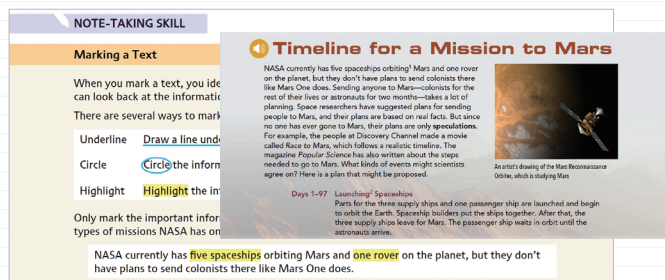 NOTE-TAKING SKILL
Marking a Text
When you mark a text, you ide
can look back at the informatio
There are several ways to mark
Underline Draw a line unde
Circle Circle the inform
Highlight Highlight the in
Only mark the important infor
types of missions NASA has on
NASA currently has five spaceships orbiting Mars and one rover on the planet, but they don't
have plans to send colonists there like Mars One does.
Timeline for a Mission to Mars
NASA currently has five spaceships orbiting¹ Mars and one rover
on the planet, but they don't have plans to send colonists there
like Mars One does. Sending anyone to Mars—colonists for the
rest of their lives or astronauts for two months—takes a lot of
planning. Space researchers have suggested plans for sending
people to Mars, and their plans are based on real facts. But since
no one has ever gone to Mars, their plans are only speculations.
For example, the people at Discovery Channel made a movie
called Race to Mars, which follows a realistic timeline. The
magazine Popular Science has also written about the steps
needed to go to Mars. What kinds of events might scientists
agree on? Here is a plan that might be proposed.
An artist's drawing of the Mars Reconnaissance
Orbiter, which is studying Mars
Days 1–97 Launching² Spaceships
Parts for the three supply ships and one passenger ship are launched and begin
to orbit the Earth. Spaceship builders put the ships together. After that, the
three supply ships leave for Mars. The passenger ship waits in orbit until the
astronauts arrive.